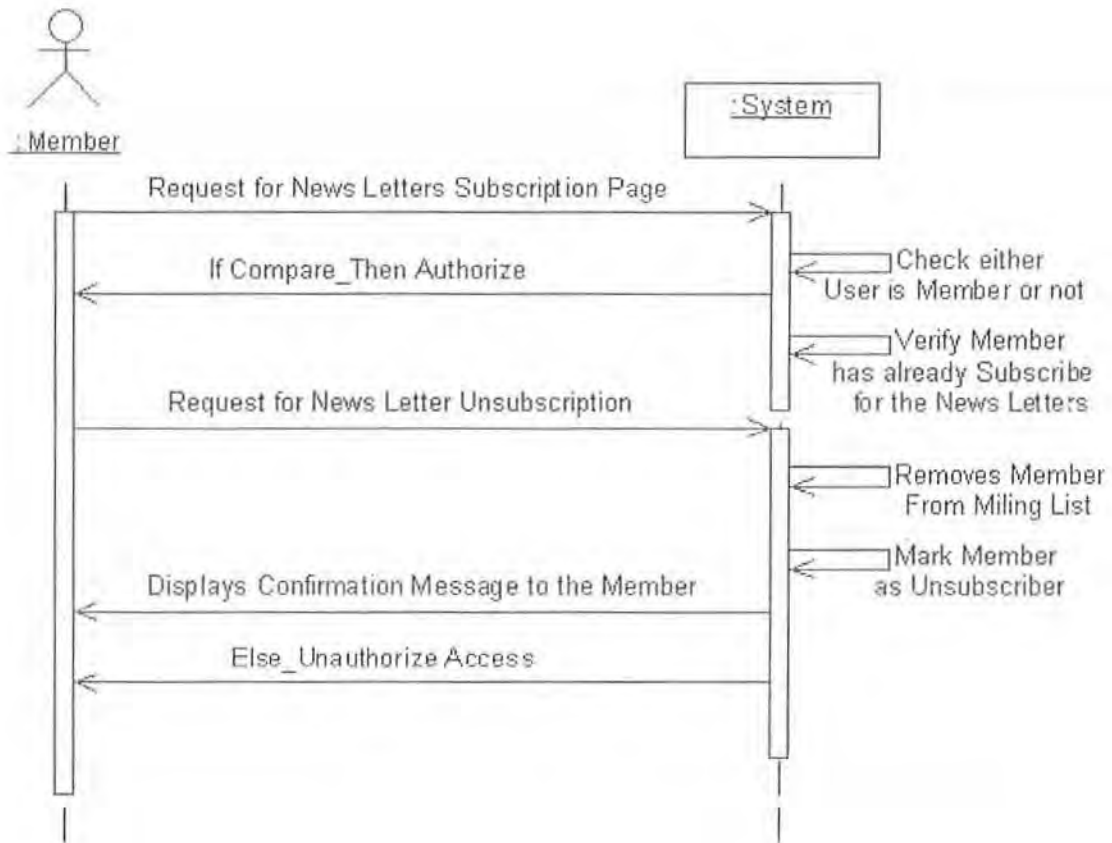 : Member
:System
Request for News Letters Subscription Page
If Compare_Then Authorize
Check either
User is Member or not
Verify Member
has already Subscribe
for the News Letters
Request for News Letter Unsubscription
Removes Member
From Miling List
Mark Member
as Unsubscriber
Displays Confirmation Message to the Member
Else_Unauthorize Access